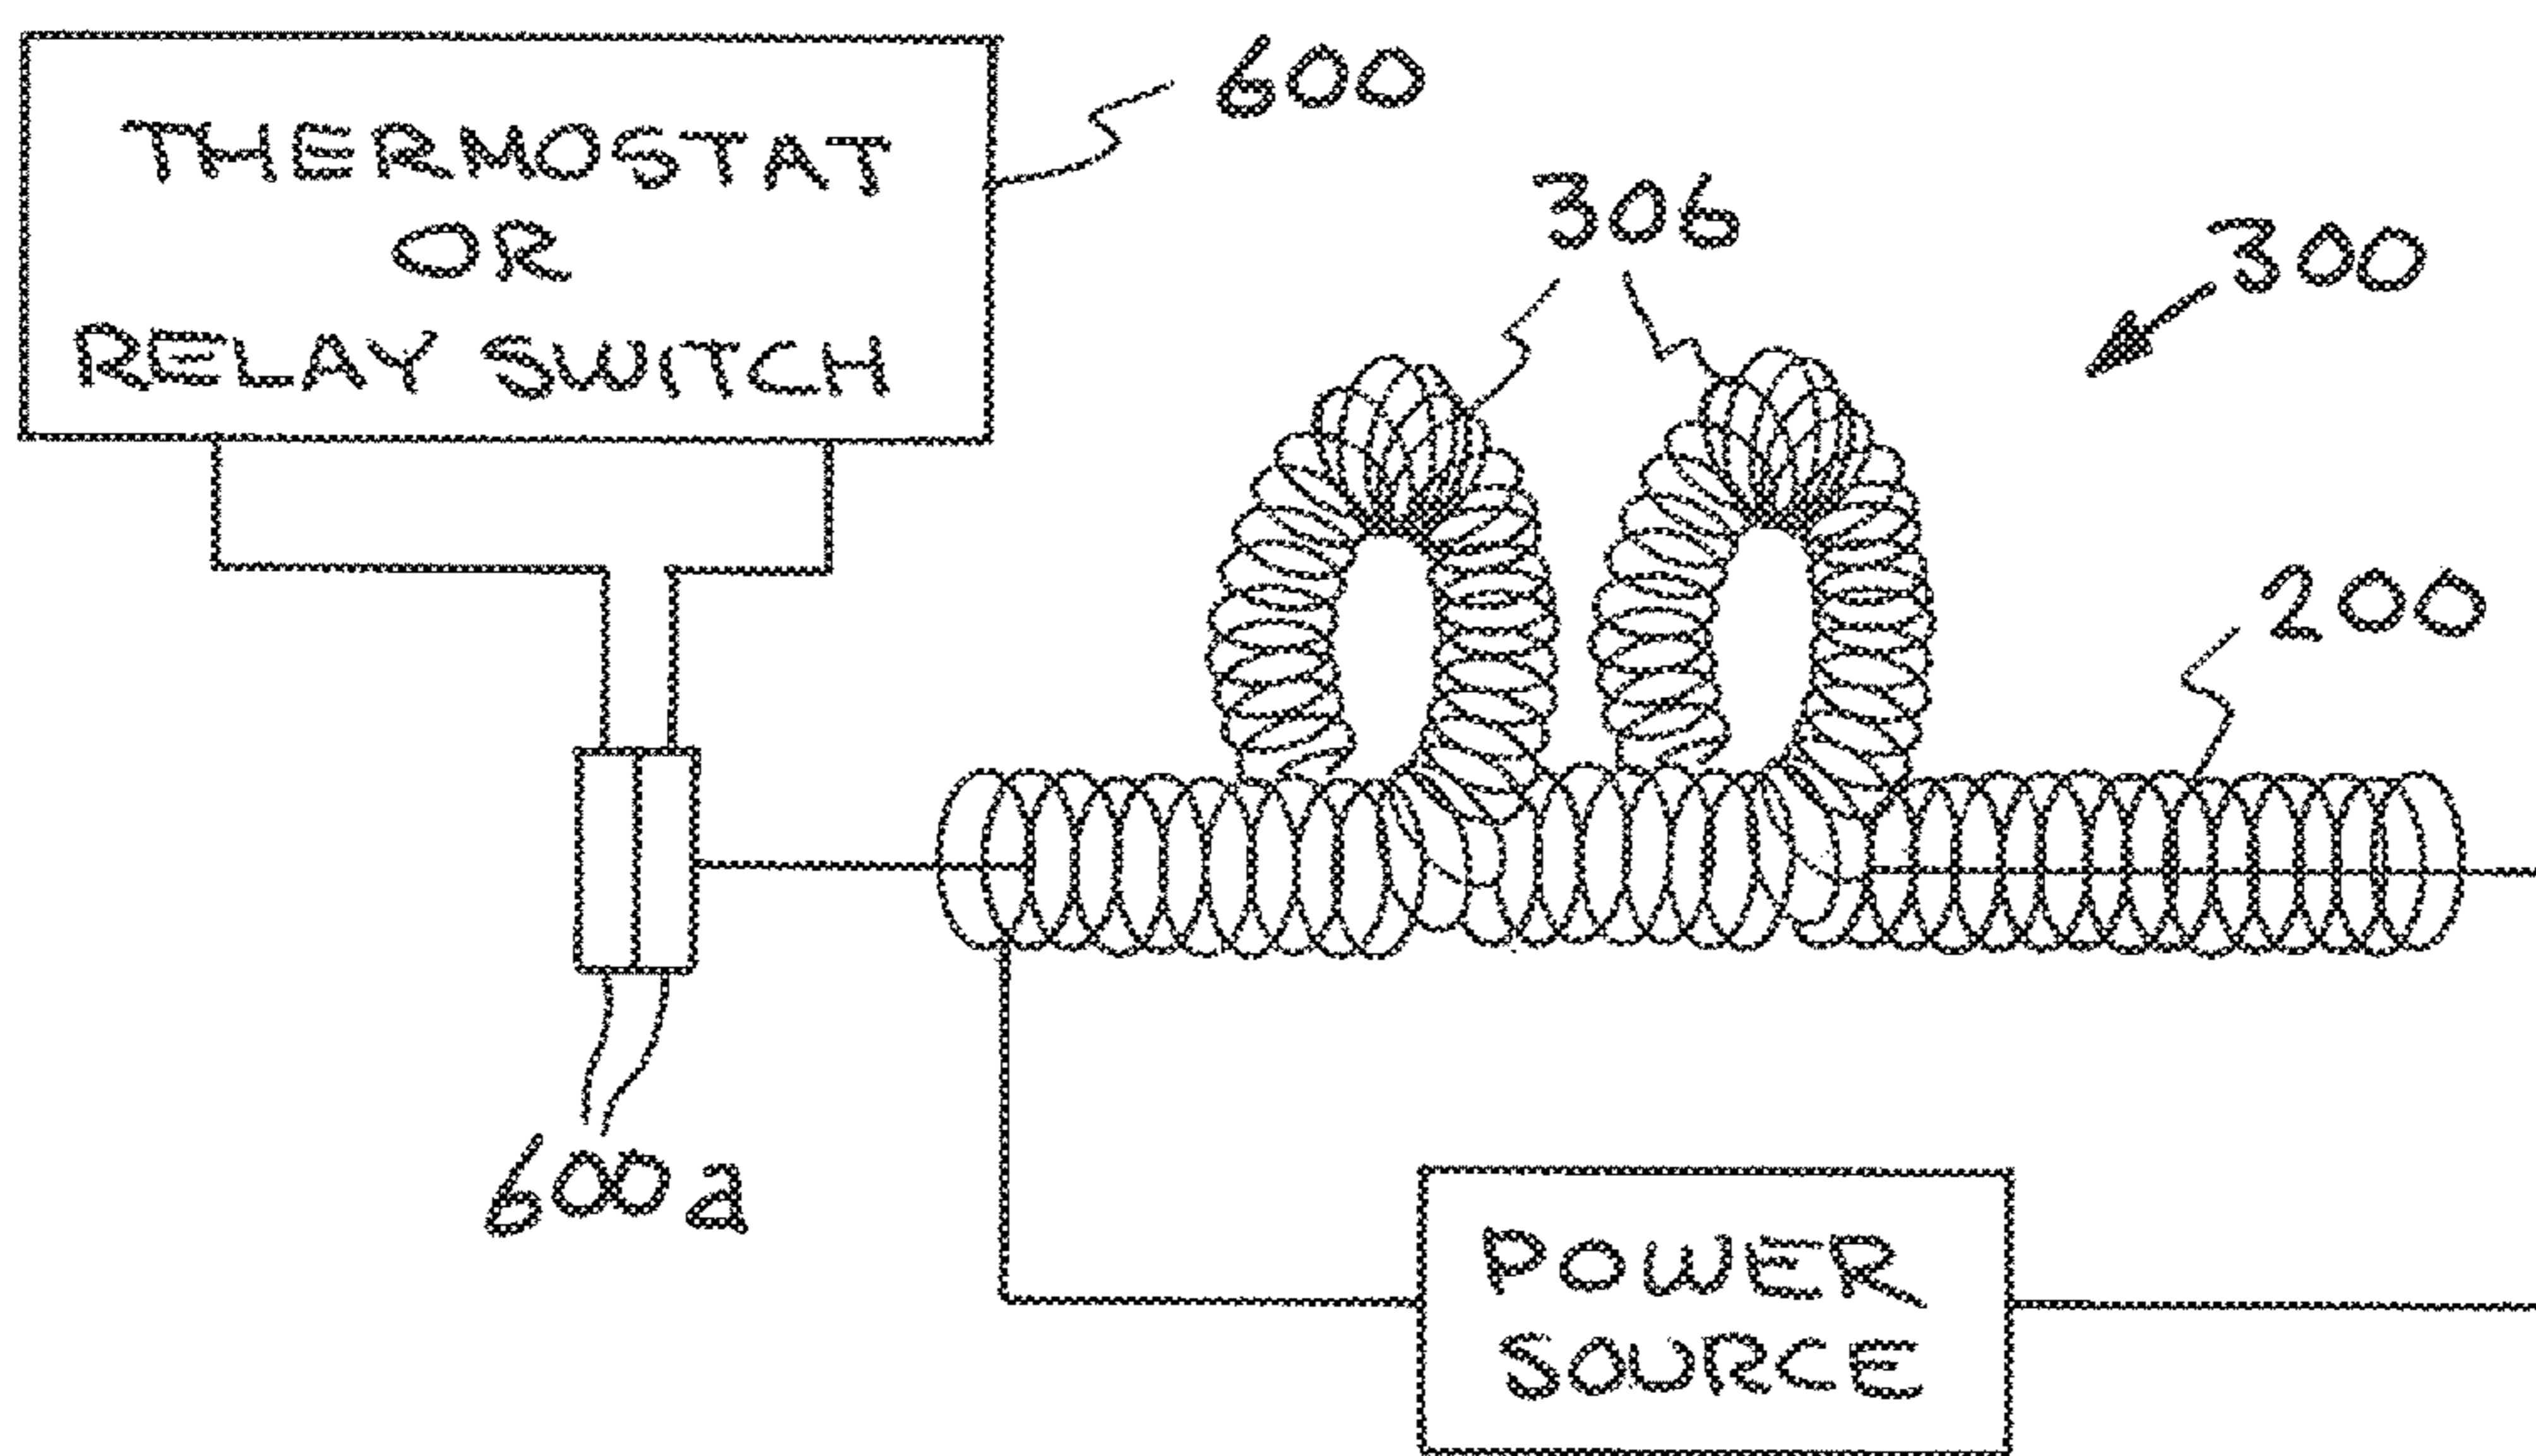 600
THERMOSTAT
OR
RELAY SWITCH
306
300
200
600a
POWER
SOURCE